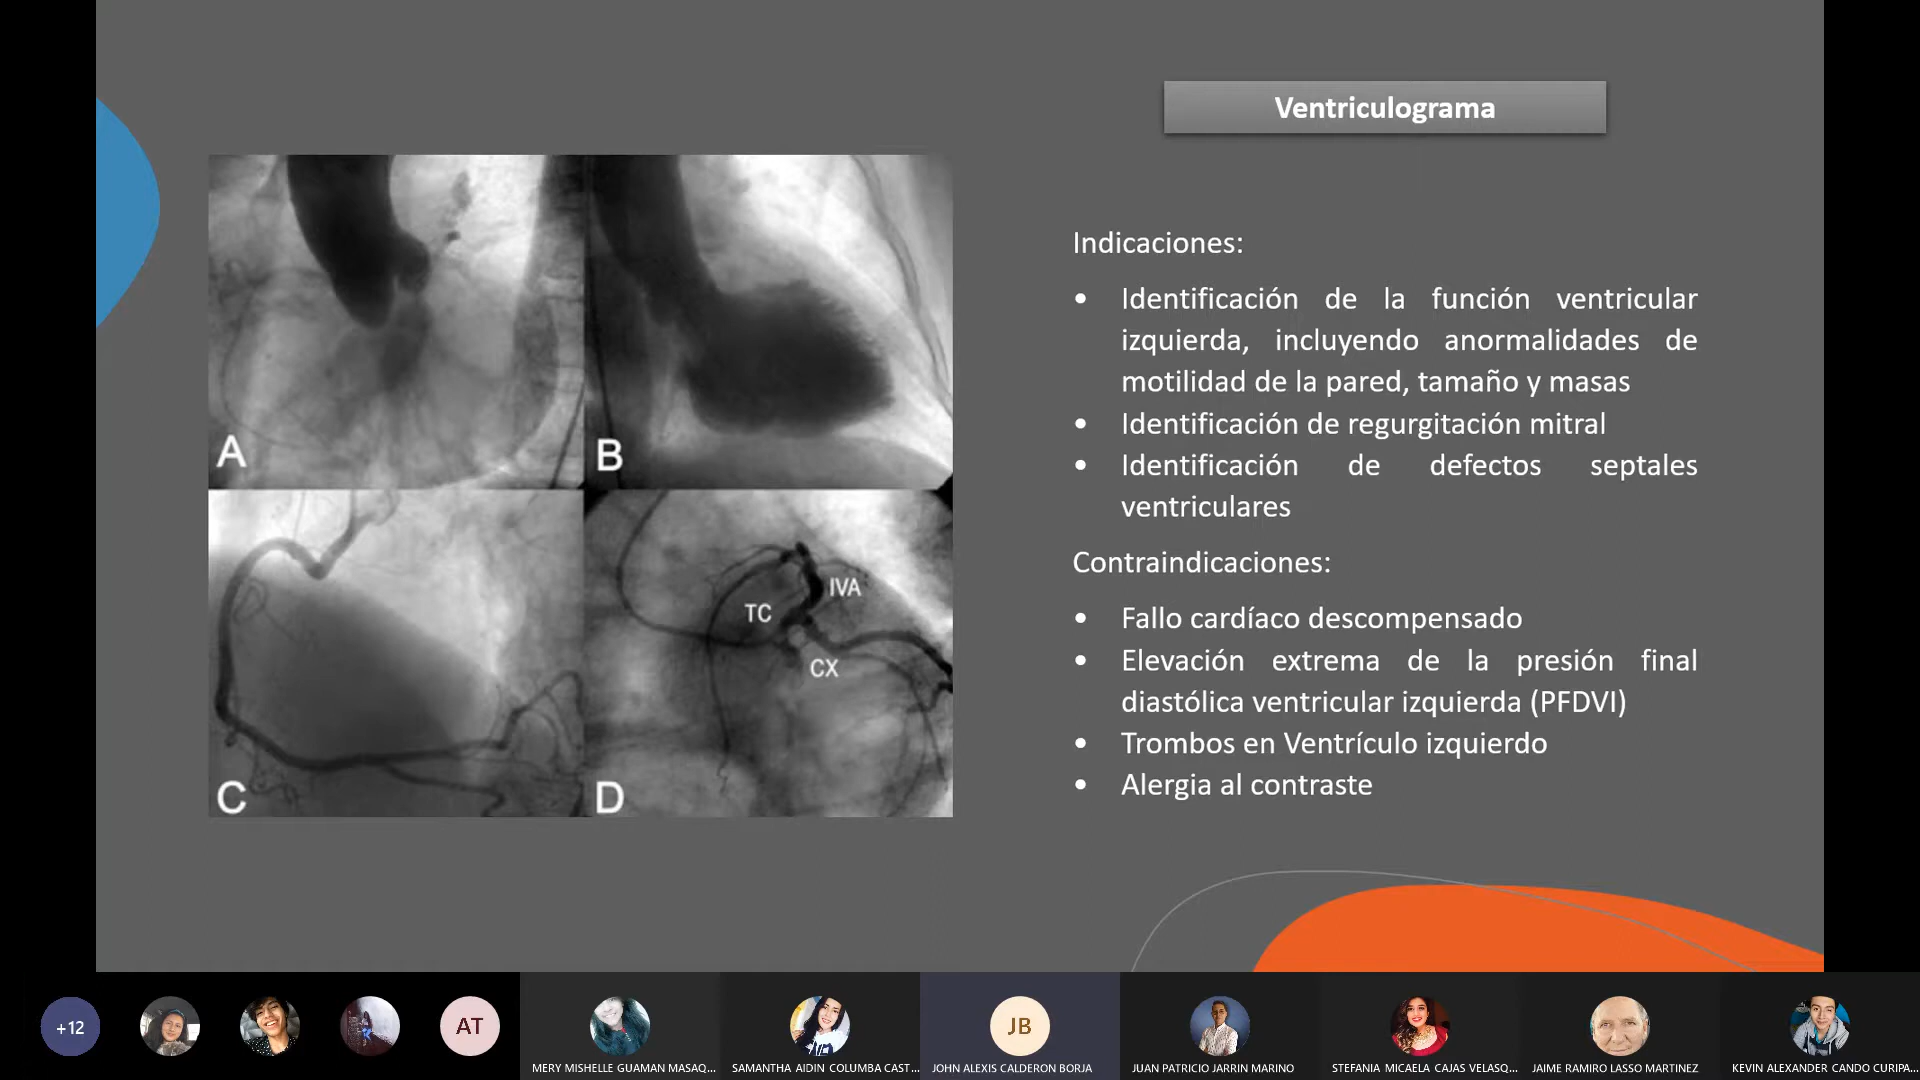 Ventriculograma
A
B
C
D
IVA
TC
CX
Indicaciones:
• Identificación de la función ventricular
izquierda, incluyendo anormalidades de
motilidad de la pared, tamaño y masas
• Identificación de regurgitación mitral
• Identificación de defectos septales
ventriculares
Contraindicaciones:
• Fallo cardíaco descompensado
• Elevación extrema de la presión final
diastólica ventricular izquierda (PFDVI)
• Trombos en Ventrículo izquierdo
• Alergia al contraste
+12
AT
JB
MERY MISHELLE GUAMAN MASAQ...
SAMANTHA AIDIN COLUMBA CAST...
JOHN ALEXIS CALDERON BORJA
JUAN PATRICIO JARRIN MARINO
STEFANIA MICAELA CAJAS VELASQ...
JAIME RAMIRO LASSO MARTINEZ
KEVIN ALEXANDER CANDO CURIPA...